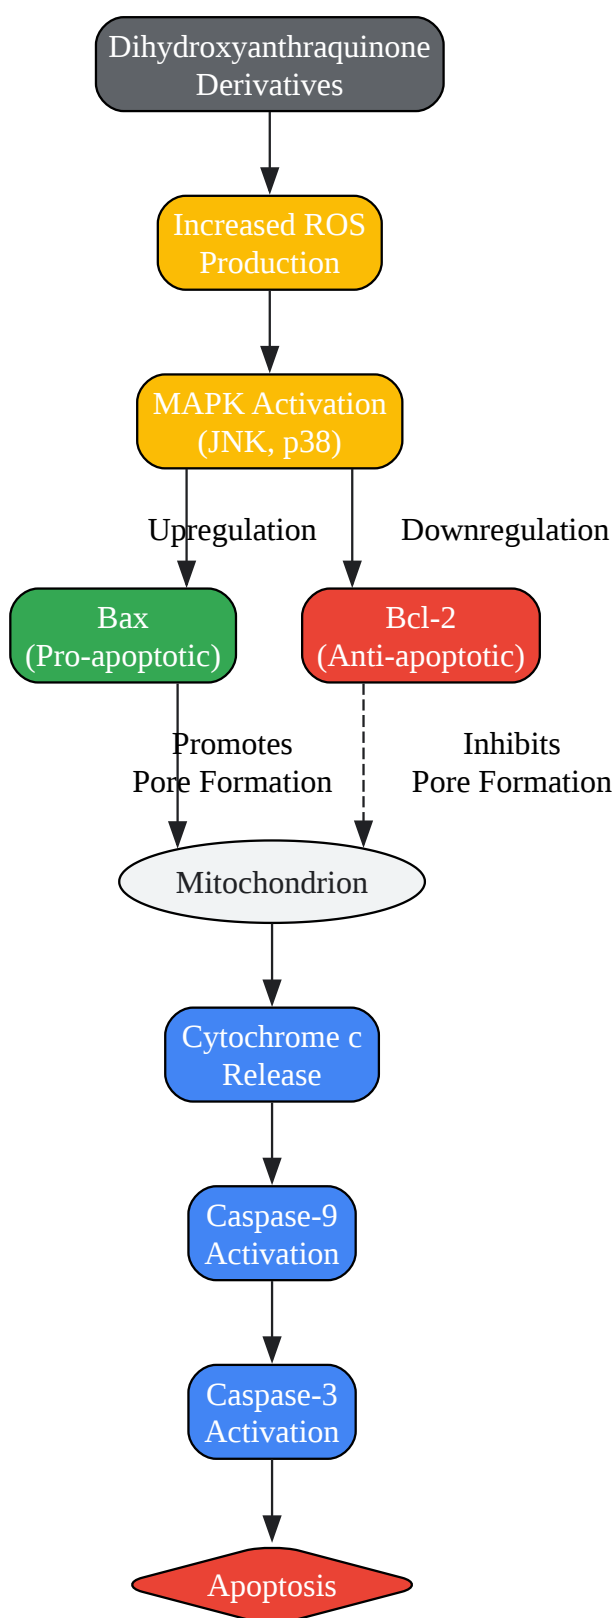 Dihydroxyanthraquinone
Derivatives
Increased ROS
Production
MAPK Activation
(JNK, p38)
Upregulation
Downregulation
Bax
(Pro-apoptotic)
Bcl-2
(Anti-apoptotic)
Promotes
Pore Formation
Inhibits
Pore Formation
Mitochondrion
Cytochrome c
Release
Caspase-9
Activation
Caspase-3
Activation
Apoptosis